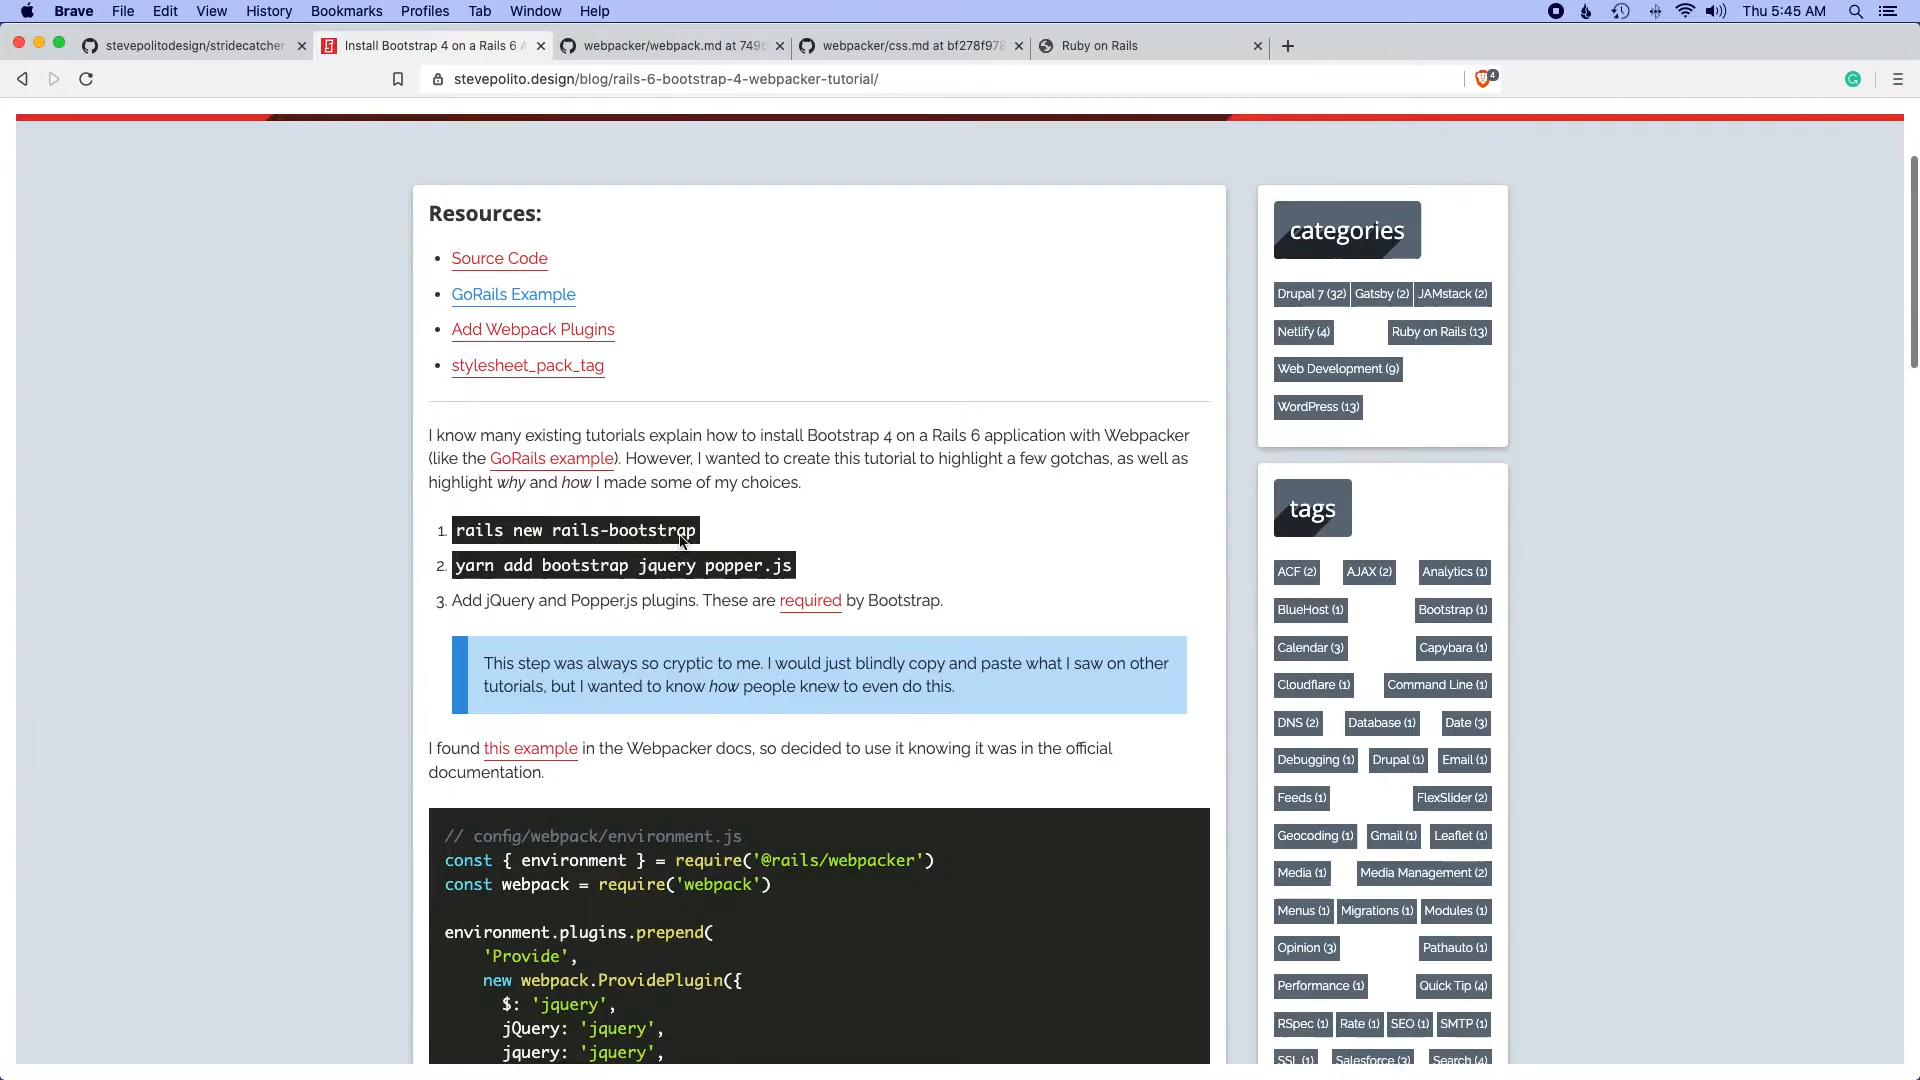 Brave File Edit View History Bookmarks Profiles Tab Window Help Thu 5:45 AM
stevepolitodesign/stridecatcher Install Bootstrap 4 on a Rails 6 A webpacker/webpack.md at 749 webpacker/css.md at bf278f978 Ruby on Rails
stevepolito.design/blog/rails-6-bootstrap-4-webpacker-tutorial/ 4
Resources:
Source Code
GoRails Example
Add Webpack Plugins
stylesheet_pack_tag
I know many existing tutorials explain how to install Bootstrap 4 on a Rails 6 application with Webpacker
(like the GoRails example). However, I wanted to create this tutorial to highlight a few gotchas, as well as
highlight why and how I made some of my choices.
1. rails new rails-bootstrap
2. yarn add bootstrap jquery popper.js
3. Add jQuery and Popper.js plugins. These are required by Bootstrap.
This step was always so cryptic to me. I would just blindly copy and paste what I saw on other
tutorials, but I wanted to know how people knew to even do this.
I found this example in the Webpacker docs, so decided to use it knowing it was in the official
documentation.
// config/webpack/environment.js
const { environment } = require('@rails/webpacker')
const webpack = require('webpack')
environment.plugins.prepend(
'Provide',
new webpack.ProvidePlugin({
$: 'jquery',
jQuery: 'jquery',
jquery: 'jquery',
categories
Drupal 7 (32) Gatsby (2) JAMstack (2)
Netlify (4) Ruby on Rails (13)
Web Development (9)
WordPress (13)
tags
ACF (2) AJAX (2) Analytics (1)
BlueHost (1) Bootstrap (1)
Calendar (3) Capybara (1)
Cloudflare (1) Command Line (1)
DNS (2) Database (1) Date (3)
Debugging (1) Drupal (1) Email (1)
Feeds (1) FlexSlider (2)
Geocoding (1) Gmail (1) Leaflet (1)
Media (1) Media Management (2)
Menus (1) Migrations (1) Modules (1)
Opinion (3) Pathauto (1)
Performance (1) Quick Tip (4)
RSpec (1) Rate (1) SEO (1) SMTP (1)
SSL (1) Salesforce (3) Search (4)